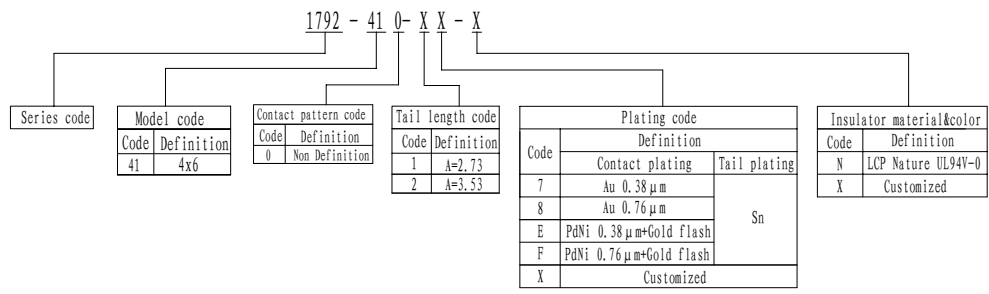 1792 - 41 0- X X - X
Series code
Model code
Code Definition
41 4x6
Contact pattern code
Code Definition
0 Non Definition
Tail length code
Code Definition
1 A=2.73
2 A=3.53
Plating code
Code Definition
Contact plating Tail plating
7 Au 0.38μm Sn
8 Au 0.76μm
E PdNi 0.38μm+Gold flash
F PdNi 0.76μm+Gold flash
X Customized
Insulator material&color
Code Definition
N LCP Nature UL94V-0
X Customized